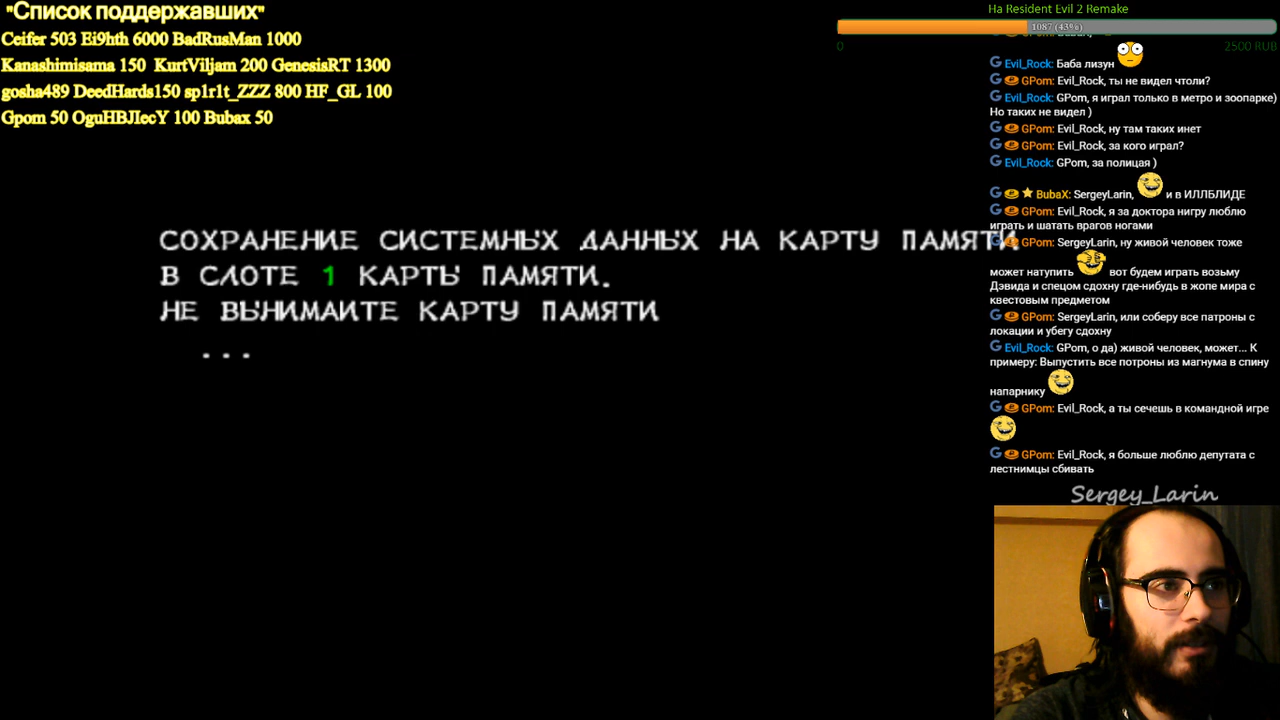 "Список поддержавших"
Ceifer 503 Ei9hth 6000 BadRusMan 1000
Kanashimisama 150 KurtViljam 200 GenesisRT 1300
gosha489 DeedHards150 sp1r1t_ZZZ 800 HF_GL 100
Gpom 50 OguHBJIecY 100 Bubax 50
СОХРАНЕНИЕ СИСТЕМНЫХ ДАННЫХ НА КАРТУ ПАМЯТИ
В СЛОТЕ 1 КАРТЫ ПАМЯТИ.
НЕ ВЫНИМАИТЕ КАРТУ ПАМЯТИ
...
На Resident Evil 2 Remake
1087 (43%)
0 2500 RUB
Evil_Rock: Баба лизун
GPom: Evil_Rock, ты не видел чтоли?
Evil_Rock: GPom, я играл только в метро и зоопарке)
Но таких не видел )
GPom: Evil_Rock, ну там таких инет
GPom: Evil_Rock, за кого играл?
Evil_Rock: GPom, за полицая )
BubaX: SergeyLarin, и в ИЛЛБЛИДЕ
GPom: Evil_Rock, я за доктора нигру люблю
играть и шатать врагов ногами
GPom: SergeyLarin, ну живой человек тоже
может натупить вот будем играть возьму
Дэвида и спецом сдохну где-нибудь в жопе мира с
квестовым предметом
GPom: SergeyLarin, или соберу все патроны с
локации и убегу сдохну
Evil_Rock: GPom, о да) живой человек, может... К
примеру: Выпустить все потроны из магнума в спину
напарнику
GPom: Evil_Rock, а ты сечешь в командной игре
GPom: Evil_Rock, я больше люблю депутата с
лестнимцы сбивать
Sergey_Larin